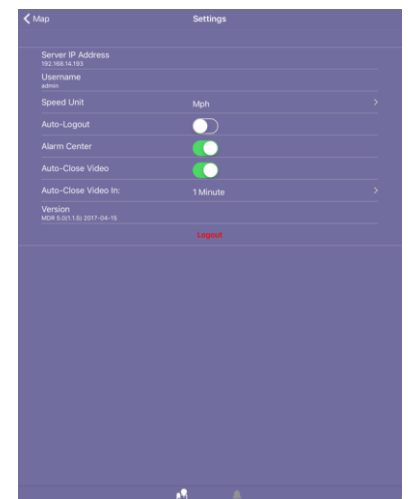 Map Settings
Server IP Address
192.168.14.193
Username
admin
Speed Unit Mph
Auto-Logout
Alarm Center
Auto-Close Video
Auto-Close Video In: 1 Minute
Version
MDR 5.0(1.1.5) 2017-04-15
Logout